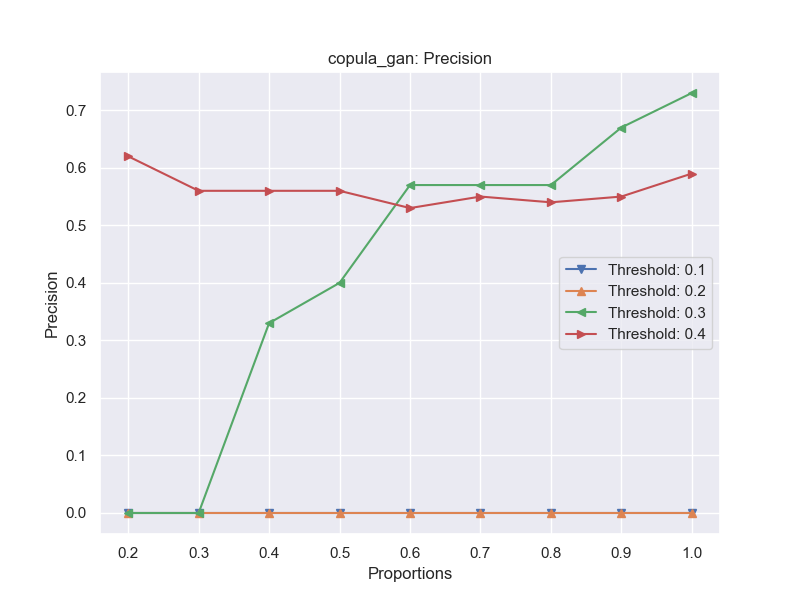 copula_gan: Precision
Precision
0.7
0.6
0.5
0.4
0.3
0.2
0.1
0.0
Threshold: 0.1
Threshold: 0.2
Threshold: 0.3
Threshold: 0.4
0.2 0.3 0.4 0.5 0.6 0.7 0.8 0.9 1.0
Proportions